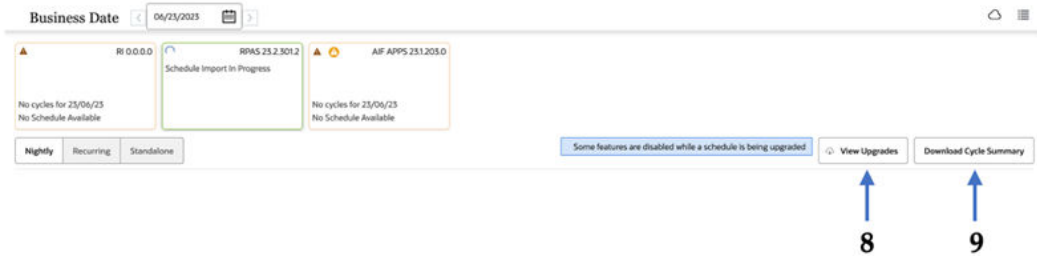 Business Date
06/23/2023
RI 0.0.0.0
No cycles for 23/06/23
No Schedule Available
RPAS 23.2.301.2
Schedule Import In Progress
AIF APPS 23.1.203.0
No cycles for 23/06/23
No Schedule Available
Nightly
Recurring
Standalone
Some features are disabled while a schedule is being upgraded
View Upgrades
Download Cycle Summary
8
9